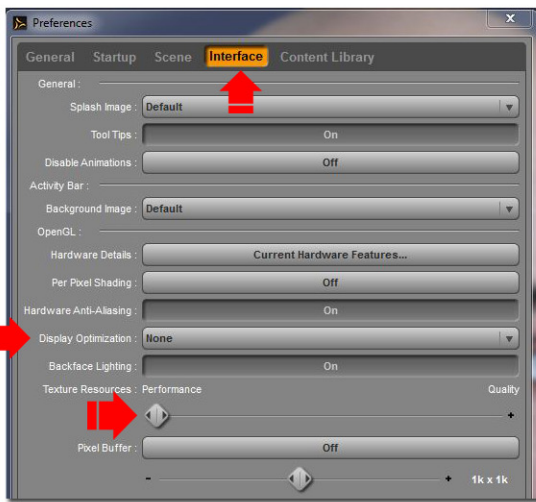 Preferences
General Startup Scene Interface Content Library
General :
Splash Image : Default
Tool Tips : On
Disable Animations : Off
Activity Bar :
Background Image : Default
OpenGL :
Hardware Details : Current Hardware Features...
Per Pixel Shading : Off
Hardware Anti-Aliasing : On
Display Optimization : None
Backface Lighting : On
Texture Resources : Performance Quality
+
Pixel Buffer : Off
- + 1k x 1k